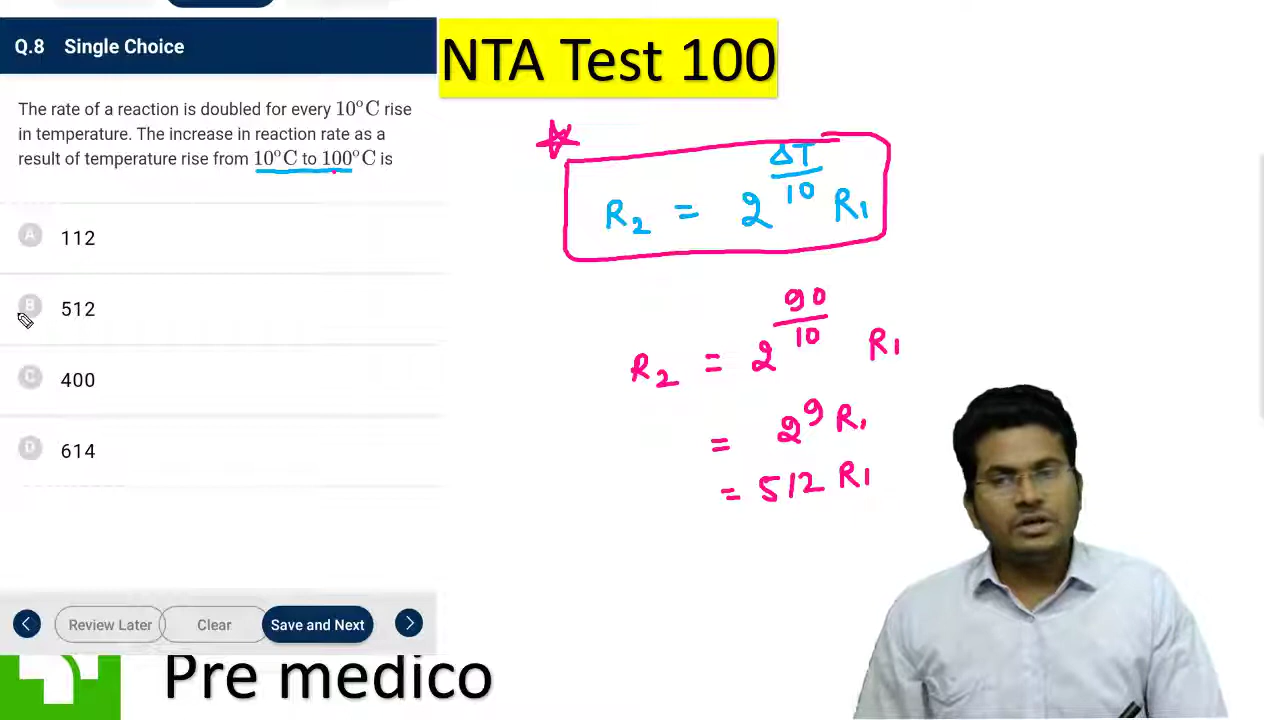 Q.8 Single Choice
NTA Test 100
The rate of a reaction is doubled for every 10°C rise
in temperature. The increase in reaction rate as a
result of temperature rise from 10°C to 100°C is
A 112
B 512
C 400
D 614
R₂ = 2^(ΔT/10) R₁
R₂ = 2^(90/10) R₁
= 2⁹ R₁
= 512 R₁
Review Later
Clear
Save and Next
Pre medico